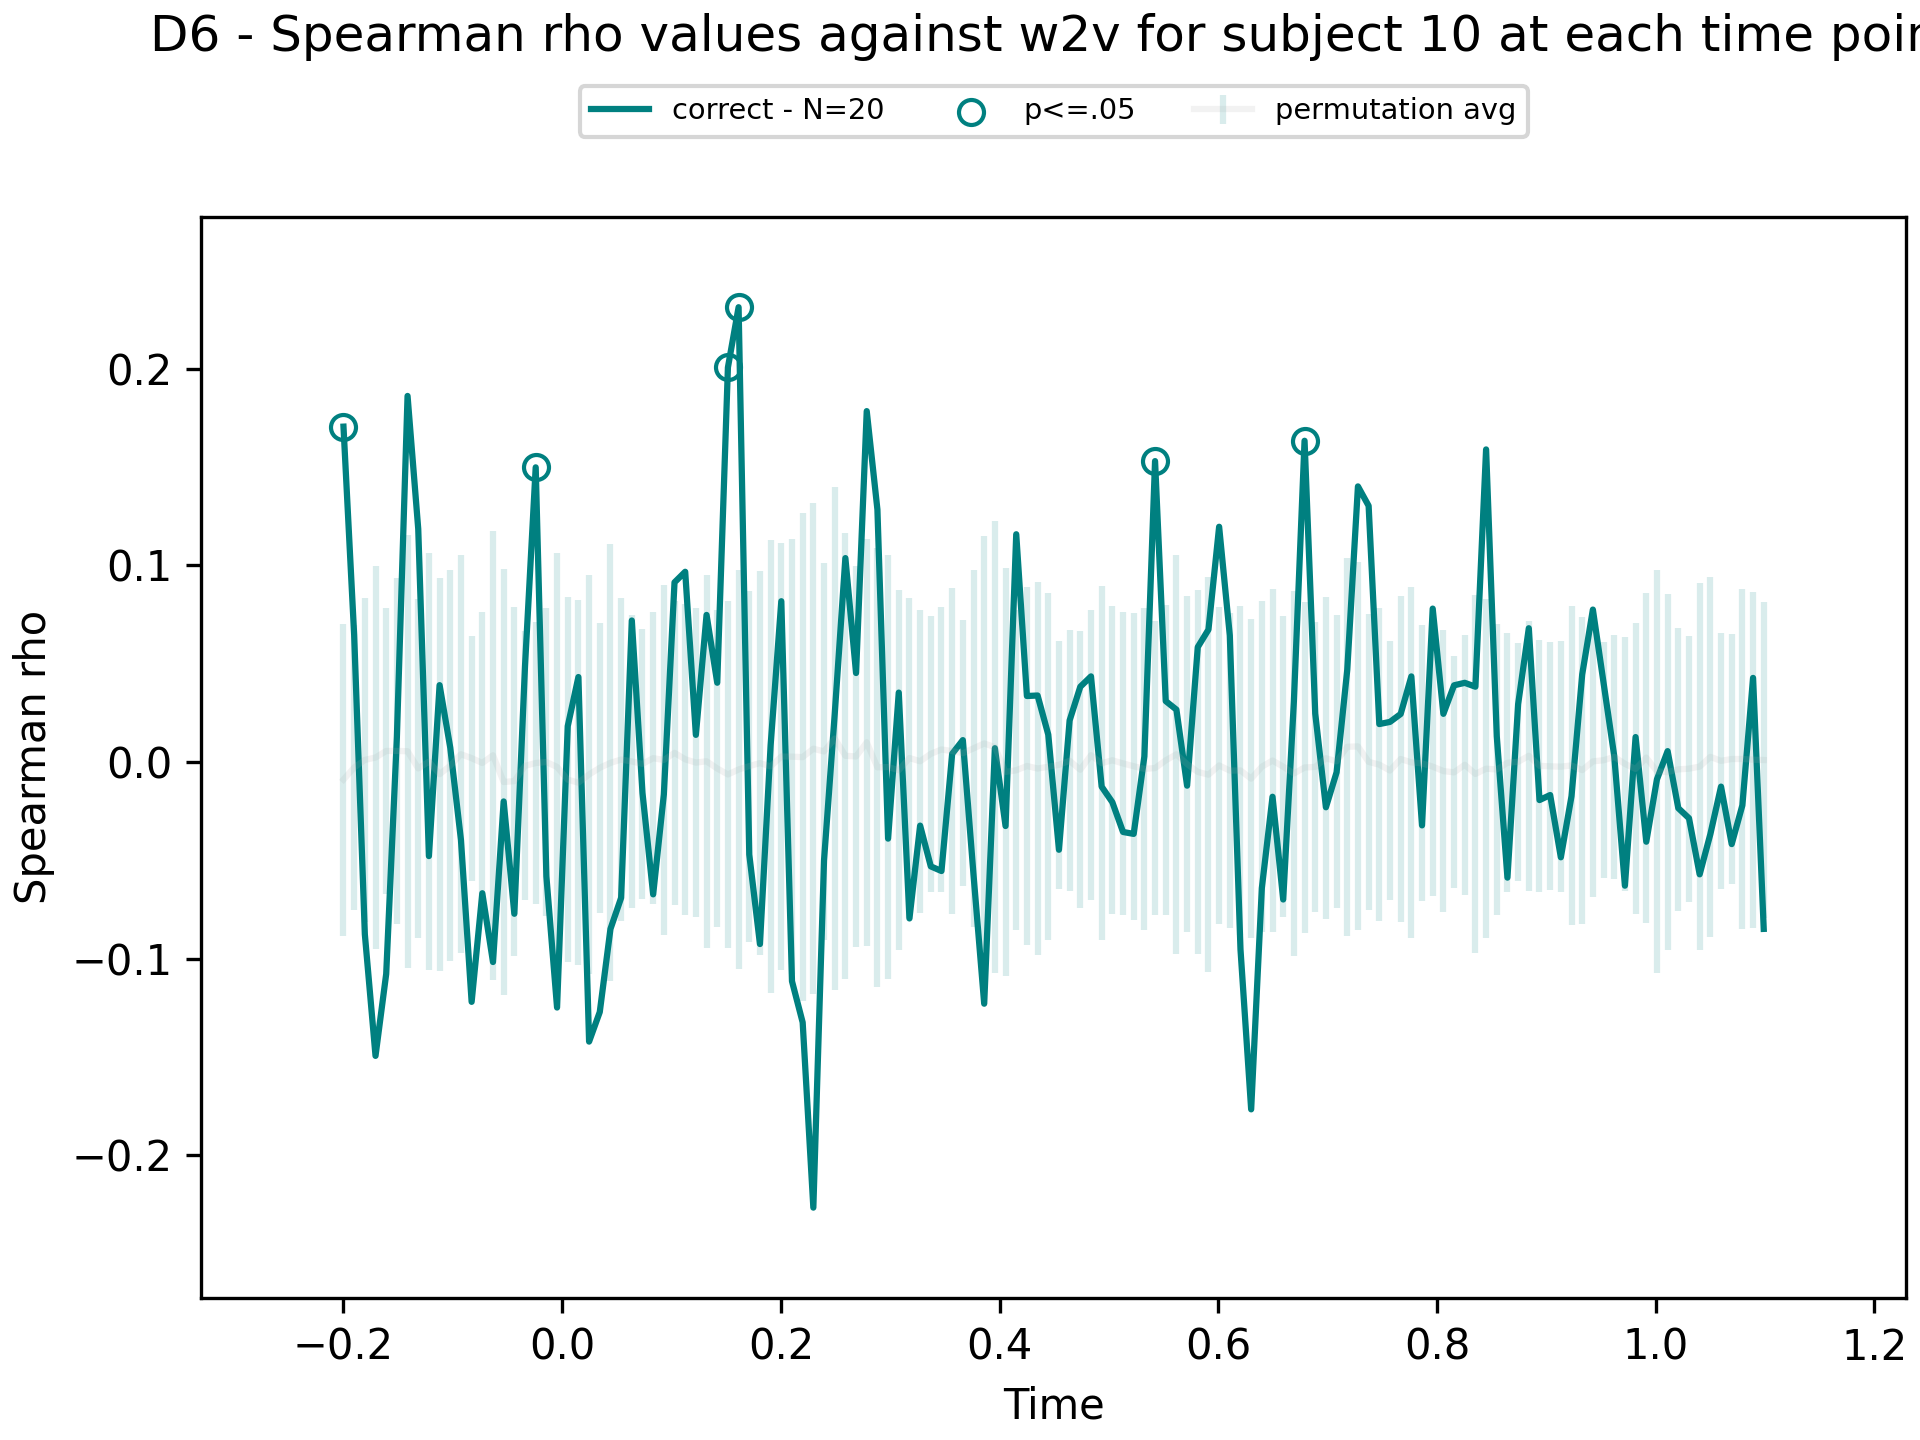 D6 - Spearman rho values against w2v for subject 10 at each time
correct - N=20
p<=.05
permutation avg
0.2
0.1
0.0
−0.1
−0.2
Spearman rho
−0.2
0.0
0.2
0.4
0.6
0.8
1.0
1.2
Time